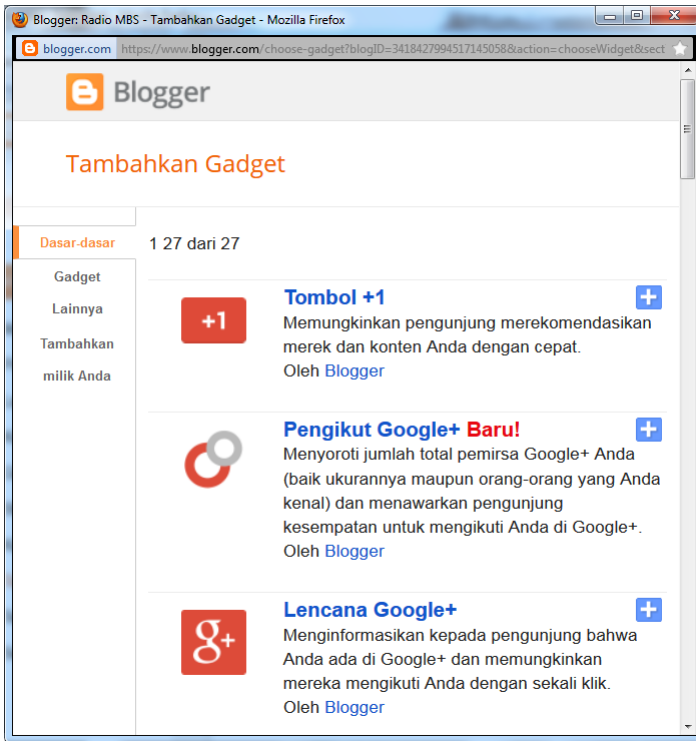 Blogger: Radio MBS - Tambahkan Gadget - Mozilla Firefox
blogger.com https://www.blogger.com/choose-gadget?blogID=3418427994517145058&action=chooseWidget&sect
Blogger
Tambahkan Gadget
Dasar-dasar
Gadget
Lainnya
Tambahkan
milik Anda
1 27 dari 27
+1
Tombol +1
Memungkinkan pengunjung merekomendasikan
merek dan konten Anda dengan cepat.
Oleh Blogger
Pengikut Google+ Baru!
Menyoroti jumlah total pemirsa Google+ Anda
(baik ukurannya maupun orang-orang yang Anda
kenal) dan menawarkan pengunjung
kesempatan untuk mengikuti Anda di Google+.
Oleh Blogger
g+
Lencana Google+
Menginformasikan kepada pengunjung bahwa
Anda ada di Google+ dan memungkinkan
mereka mengikuti Anda dengan sekali klik.
Oleh Blogger